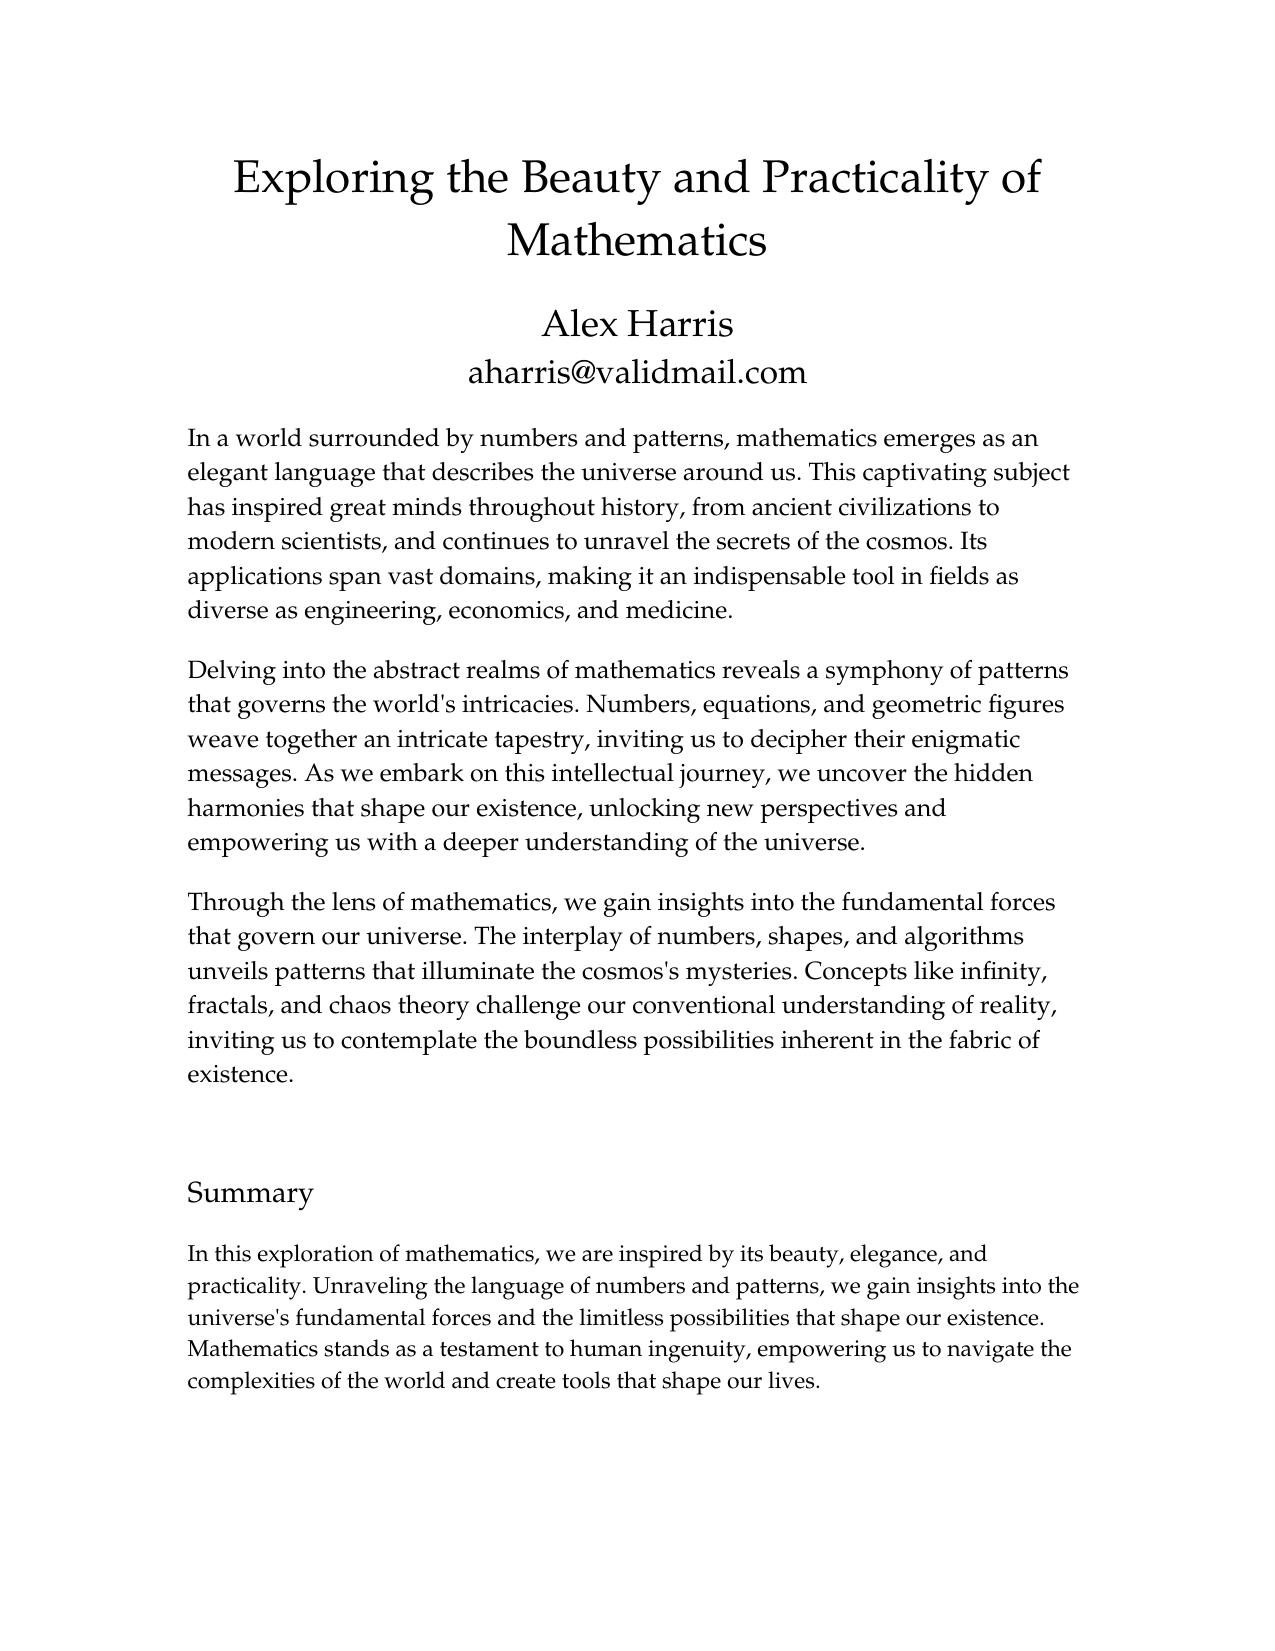 Exploring the Beauty and Practicality of
Mathematics
Alex Harris
aharris@validmail.com
In a world surrounded by numbers and patterns, mathematics emerges as an
elegant language that describes the universe around us. This captivating subject
has inspired great minds throughout history, from ancient civilizations to
modern scientists, and continues to unravel the secrets of the cosmos. Its
applications span vast domains, making it an indispensable tool in fields as
diverse as engineering, economics, and medicine.
Delving into the abstract realms of mathematics reveals a symphony of patterns
that governs the world's intricacies. Numbers, equations, and geometric figures
weave together an intricate tapestry, inviting us to decipher their enigmatic
messages. As we embark on this intellectual journey, we uncover the hidden
harmonies that shape our existence, unlocking new perspectives and
empowering us with a deeper understanding of the universe.
Through the lens of mathematics, we gain insights into the fundamental forces
that govern our universe. The interplay of numbers, shapes, and algorithms
unveils patterns that illuminate the cosmos's mysteries. Concepts like infinity,
fractals, and chaos theory challenge our conventional understanding of reality,
inviting us to contemplate the boundless possibilities inherent in the fabric of
existence.
Summary
In this exploration of mathematics, we are inspired by its beauty, elegance, and
practicality. Unraveling the language of numbers and patterns, we gain insights into the
universe's fundamental forces and the limitless possibilities that shape our existence.
Mathematics stands as a testament to human ingenuity, empowering us to navigate the
complexities of the world and create tools that shape our lives.